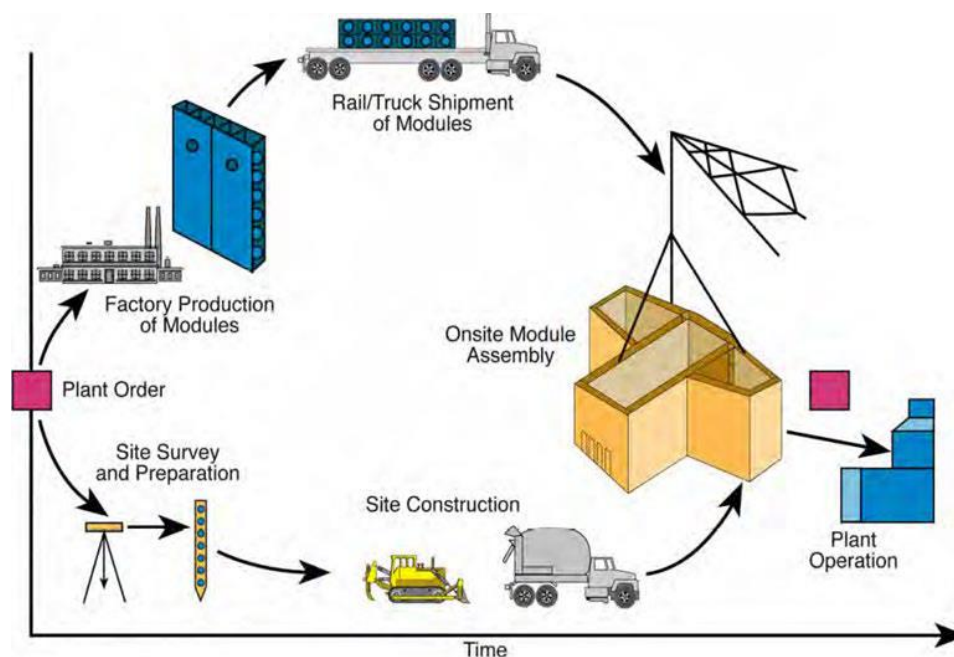 Rail/Truck Shipment
of Modules
Factory Production
of Modules
Onsite Module
Assembly
Plant Order
Site Survey
and Preparation
Site Construction
Plant
Operation
Time